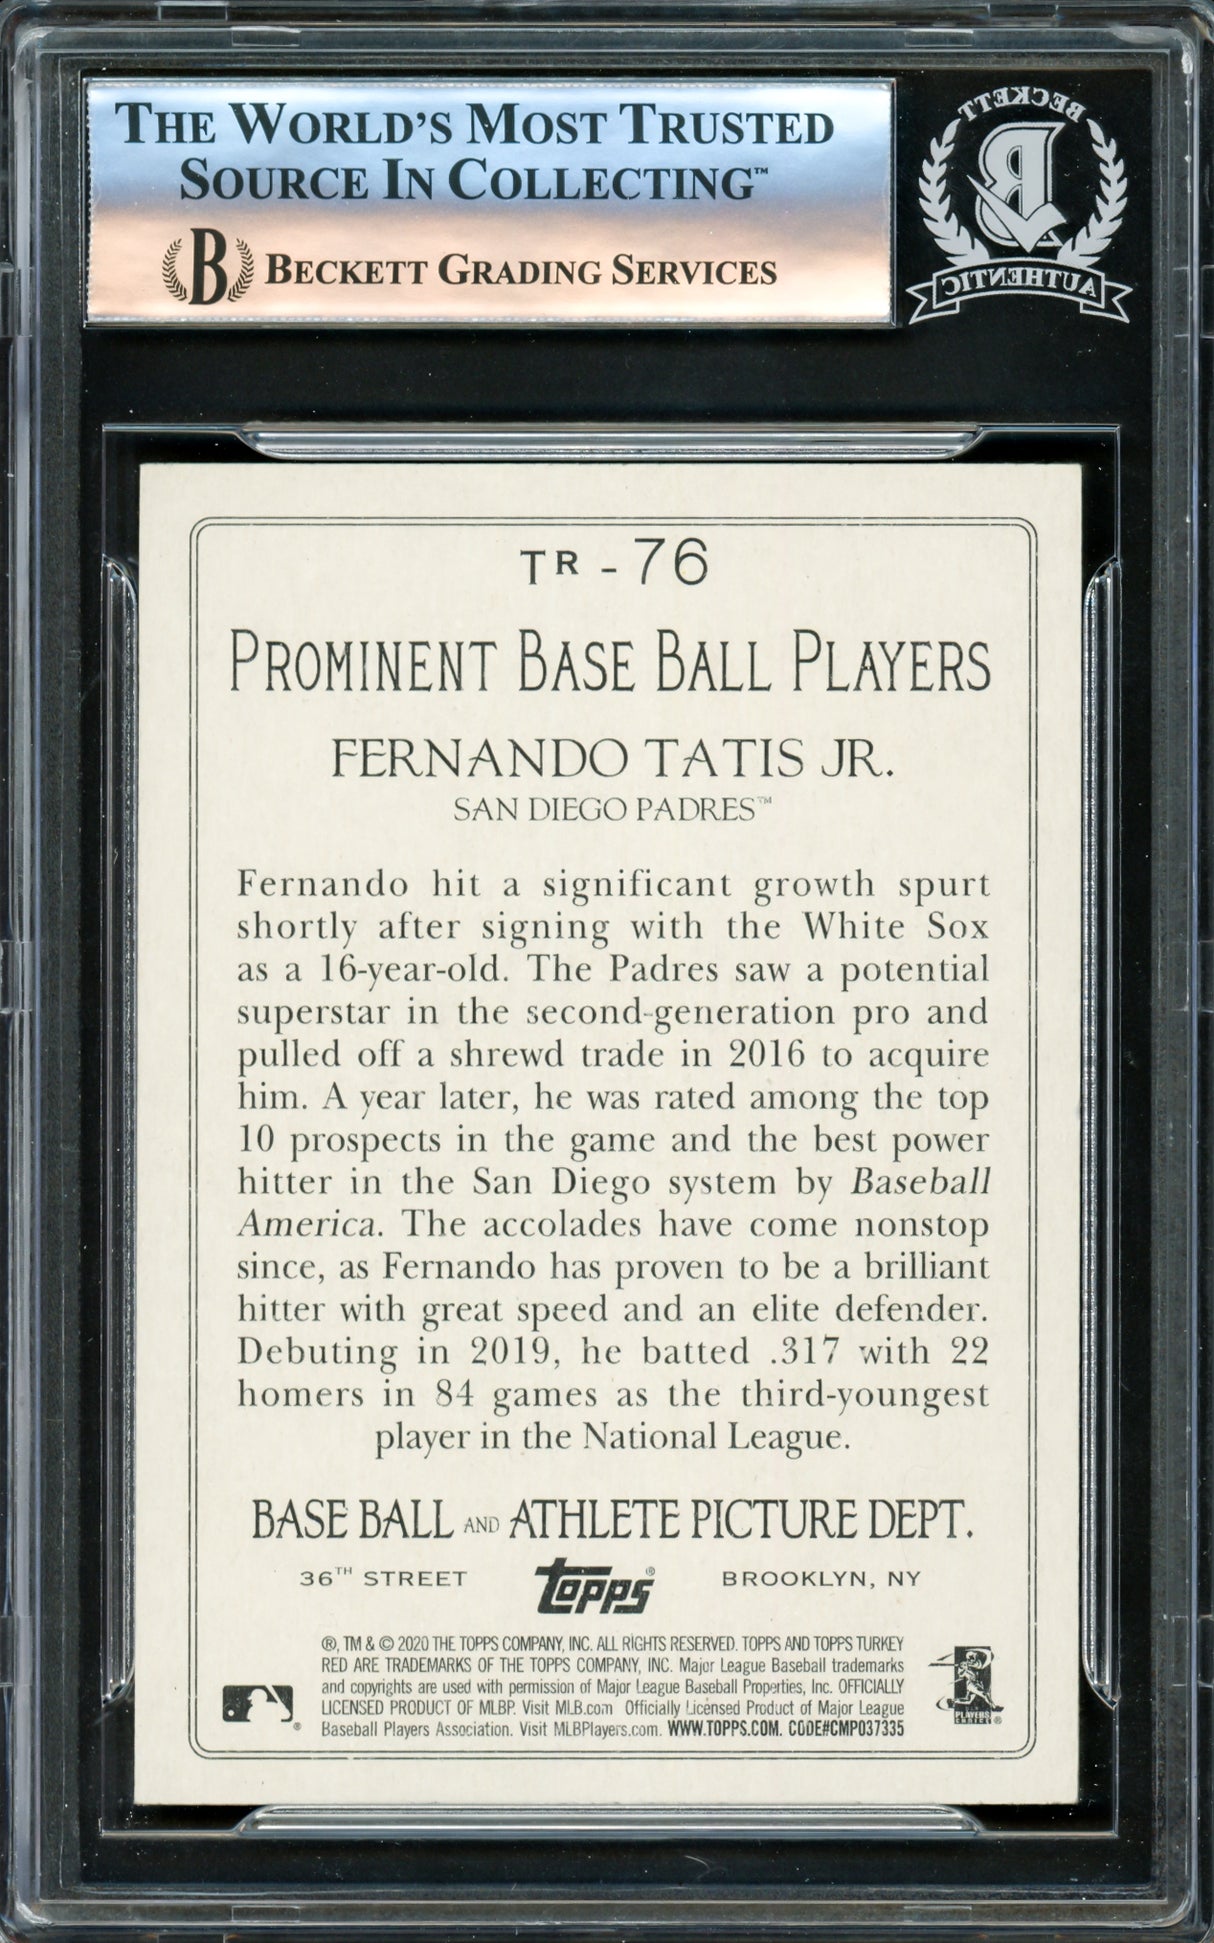 THE WORLD'S MOST TRUSTED
SOURCE IN COLLECTING™
B BECKETT GRADING SERVICES
BECKETT
B
AUTHENTIC
TR - 76
PROMINENT BASE BALL PLAYERS
FERNANDO TATIS JR.
SAN DIEGO PADRES™
Fernando hit a significant growth spurt
shortly after signing with the White Sox
as a 16-year-old. The Padres saw a potential
superstar in the second-generation pro and
pulled off a shrewd trade in 2016 to acquire
him. A year later, he was rated among the top
10 prospects in the game and the best power
hitter in the San Diego system by Baseball
America. The accolades have come nonstop
since, as Fernando has proven to be a brilliant
hitter with great speed and an elite defender.
Debuting in 2019, he batted .317 with 22
homers in 84 games as the third-youngest
player in the National League.
BASE BALL AND ATHLETE PICTURE DEPT.
36TH STREET topps® BROOKLYN, NY
®, TM & © 2020 THE TOPPS COMPANY, INC. ALL RIGHTS RESERVED. TOPPS AND TOPPS TURKEY
RED ARE TRADEMARKS OF THE TOPPS COMPANY, INC. Major League Baseball trademarks
and copyrights are used with permission of Major League Baseball Properties, Inc. OFFICIALLY
LICENSED PRODUCT OF MLBP. Visit MLB.com Officially Licensed Product of Major League
Baseball Players Association. Visit MLBPlayers.com. WWW.TOPPS.COM. CODE#CMP037335
PLAYERS
CHOICE®